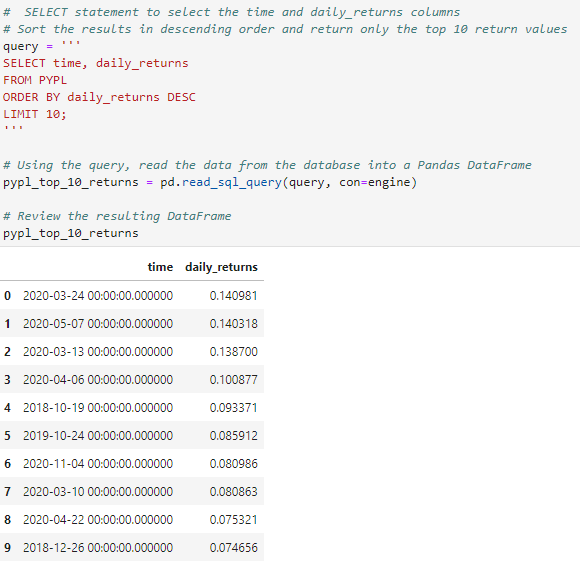 #  SELECT statement to select the time and daily_returns columns
# Sort the results in descending order and return only the top 10 return values
query = '''
SELECT time, daily_returns
FROM PYPL
ORDER BY daily_returns DESC
LIMIT 10;
'''
# Using the query, read the data from the database into a Pandas DataFrame
pypl_top_10_returns = pd.read_sql_query(query, con=engine)
# Review the resulting DataFrame
pypl_top_10_returns
time daily_returns
0 2020-03-24 00:00:00.000000 0.140981
1 2020-05-07 00:00:00.000000 0.140318
2 2020-03-13 00:00:00.000000 0.138700
3 2020-04-06 00:00:00.000000 0.100877
4 2018-10-19 00:00:00.000000 0.093371
5 2019-10-24 00:00:00.000000 0.085912
6 2020-11-04 00:00:00.000000 0.080986
7 2020-03-10 00:00:00.000000 0.080863
8 2020-04-22 00:00:00.000000 0.075321
9 2018-12-26 00:00:00.000000 0.074656